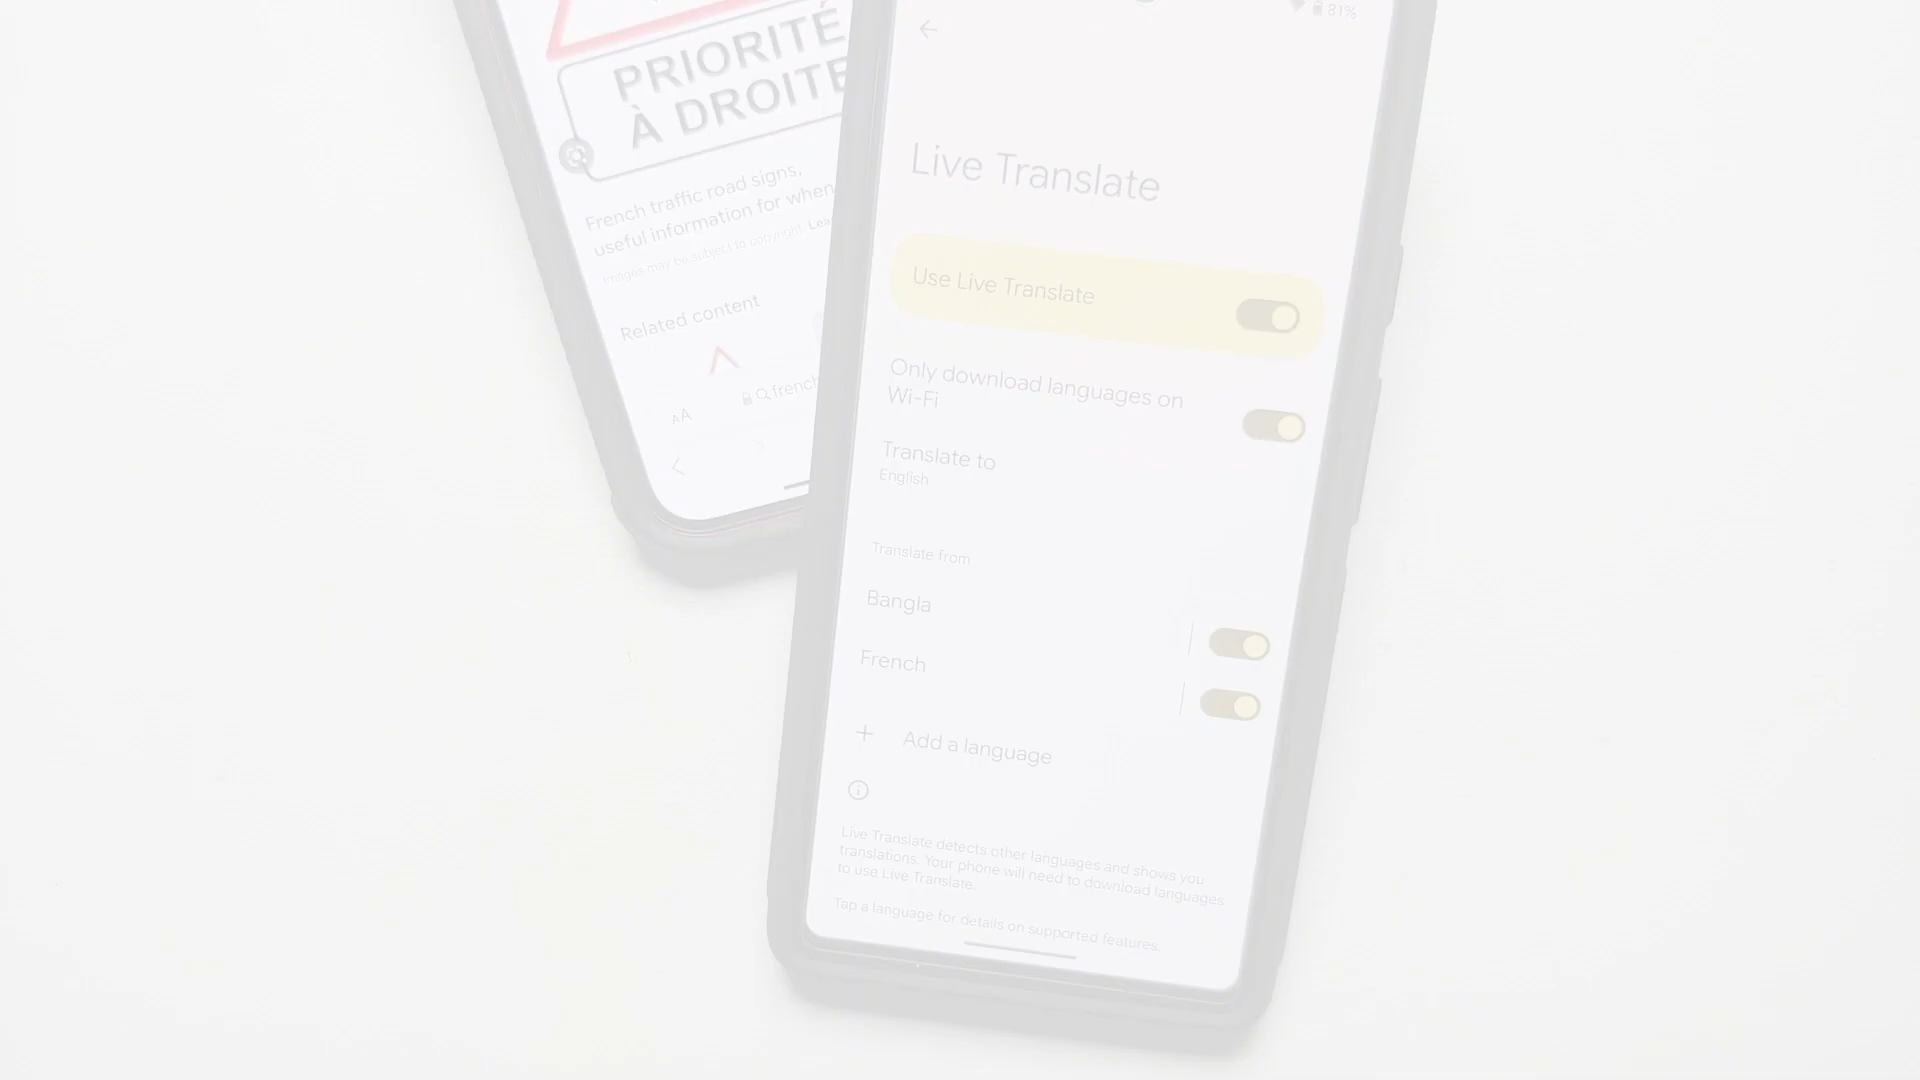 PRIORITÉ
À DROITE
French traffic road signs,
useful information for when
Images may be subject to copyright.
Related content
AA
french
81%
Live Translate
Use Live Translate
Only download languages on
Wi-Fi
Translate to
English
Translate from
Bangla
French
+ Add a language
Live Translate detects other languages and shows you
translations. Your phone will need to download languages
to use Live Translate.
Tap a language for details on supported features.